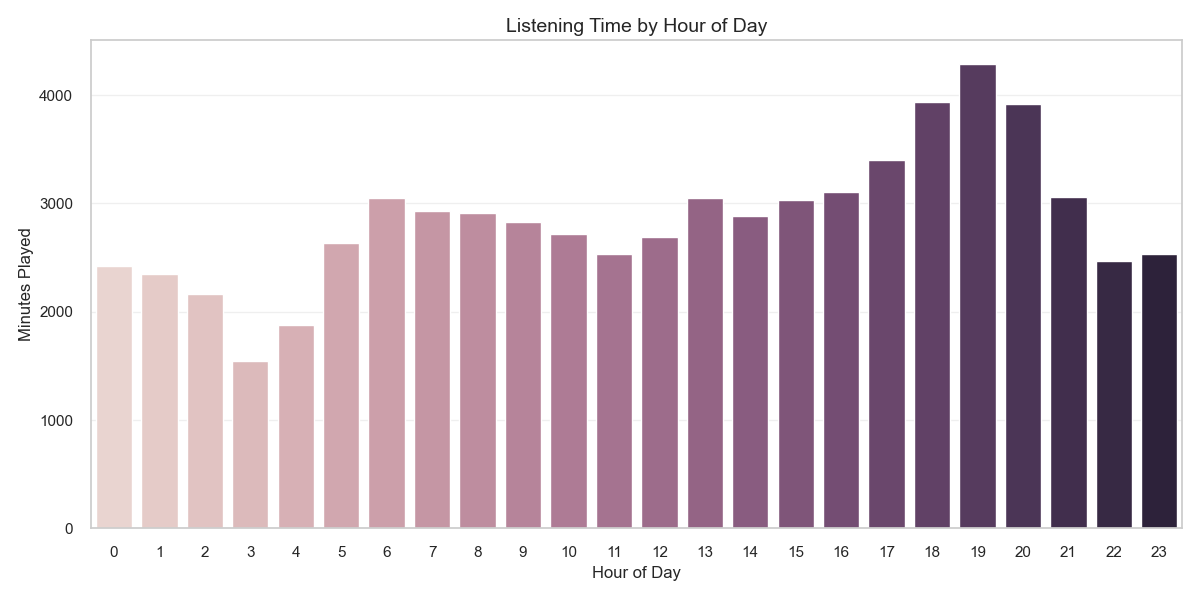 Listening Time by Hour of Day
Minutes Played
4000
3000
2000
1000
0
0 1 2 3 4 5 6 7 8 9 10 11 12 13 14 15 16 17 18 19 20 21 22 23
Hour of Day